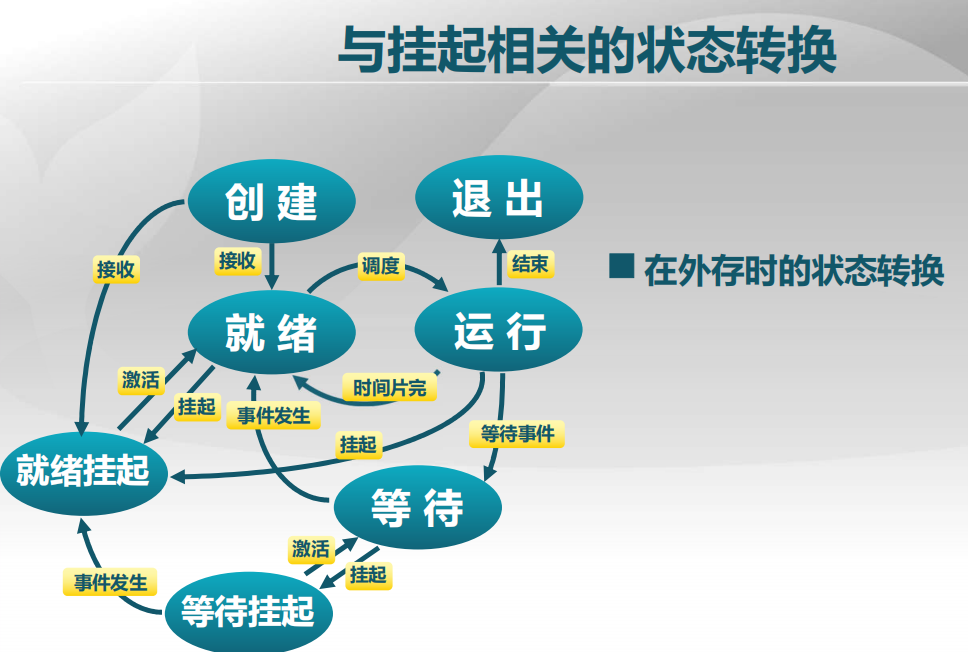 与挂起相关的状态转换
创建
退出
接收
接收
调度
结束
■ 在外存时的状态转换
就绪
运行
激活
挂起
时间片完
事件发生
挂起
等待事件
就绪挂起
等待
激活
挂起
事件发生
等待挂起